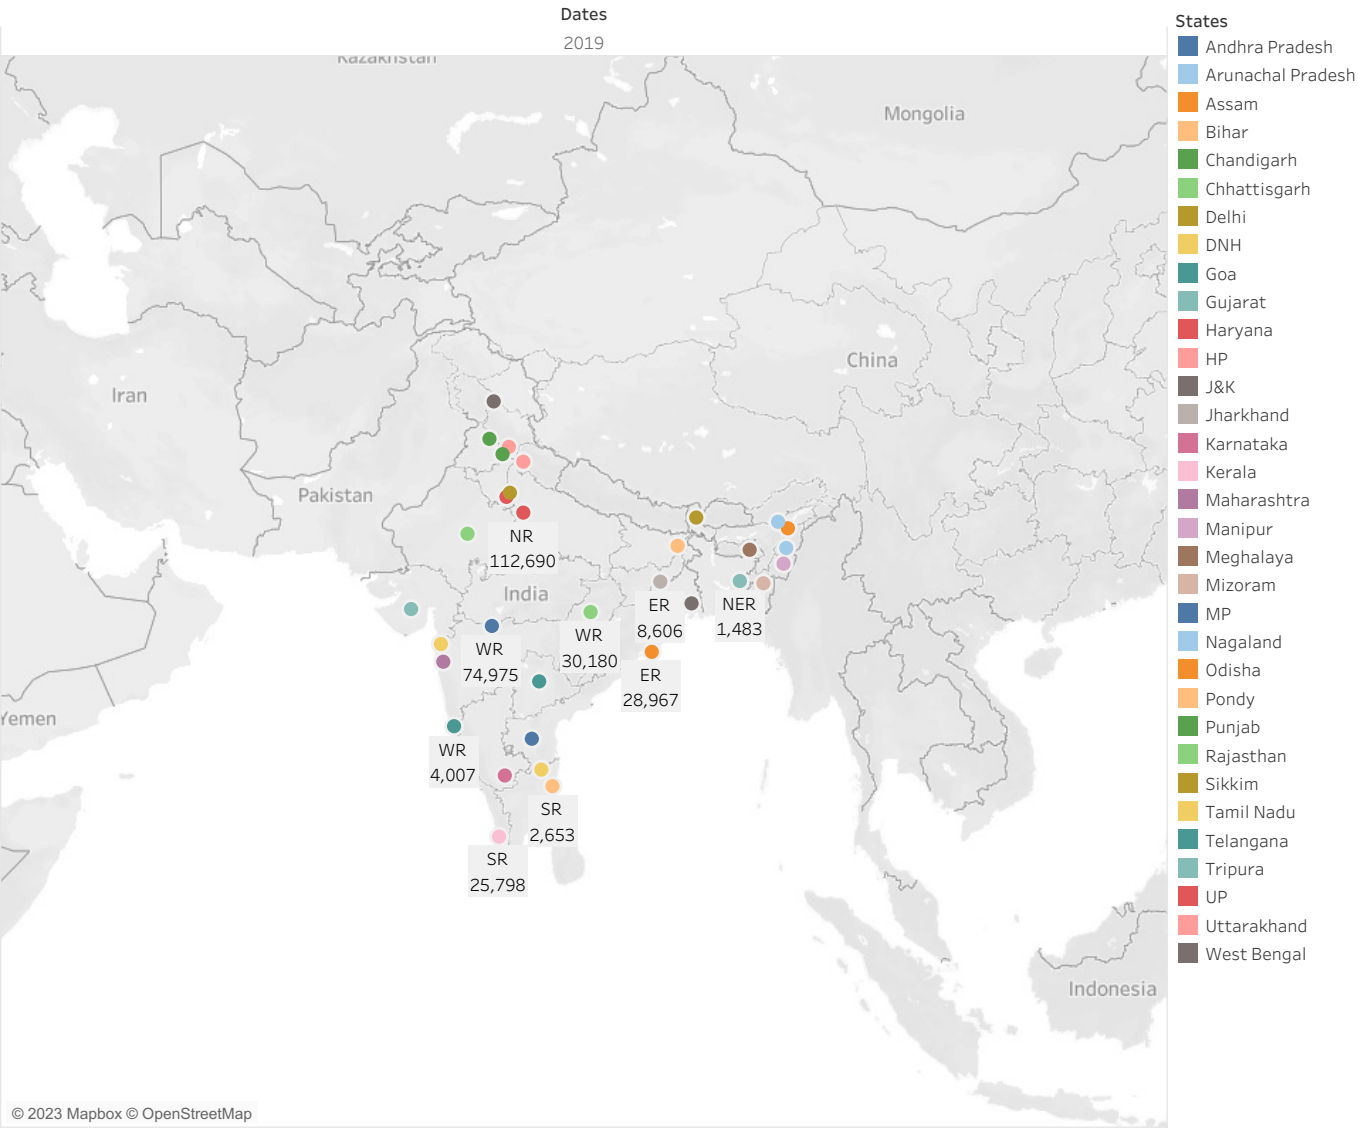 Dates
2019
Kazakhstan
Mongolia
China
Iran
Pakistan
NR
112,690
India
ER
8,606
NER
1,483
WR
30,180
WR
74,975
ER
28,967
Yemen
WR
4,007
SR
2,653
SR
25,798
Indonesia
© 2023 Mapbox © OpenStreetMap
States
Andhra Pradesh
Arunachal Pradesh
Assam
Bihar
Chandigarh
Chhattisgarh
Delhi
DNH
Goa
Gujarat
Haryana
HP
J&K
Jharkhand
Karnataka
Kerala
Maharashtra
Manipur
Meghalaya
Mizoram
MP
Nagaland
Odisha
Pondy
Punjab
Rajasthan
Sikkim
Tamil Nadu
Telangana
Tripura
UP
Uttarakhand
West Bengal